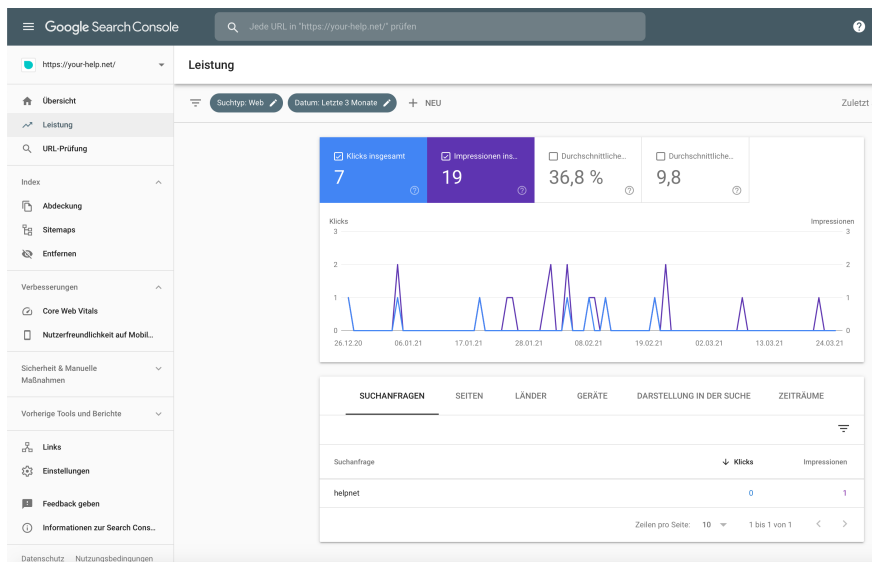 Google Search Console
Jede URL in "https://your-help.net/" prüfen
https://your-help.net/
Leistung
Übersicht
Leistung
URL-Prüfung
Suchtyp: Web
Datum: Letzte 3 Monate
NEU
Zuletzt
Index
Abdeckung
Sitemaps
Entfernen
Verbesserungen
Core Web Vitals
Nutzerfreundlichkeit auf Mobil...
Sicherheit & Manuelle
Maßnahmen
Vorherige Tools und Berichte
Links
Einstellungen
Feedback geben
Informationen zur Search Cons...
Datenschutz Nutzungsbedingungen
Klicks insgesamt
7
Impressionen ins...
19
Durchschnittliche...
36,8 %
Durchschnittliche...
9,8
Klicks Impressionen
3 3
2 2
1 1
0 0
26.12.20 06.01.21 17.01.21 28.01.21 08.02.21 19.02.21 02.03.21 13.03.21 24.03.21
SUCHANFRAGEN SEITEN LÄNDER GERÄTE DARSTELLUNG IN DER SUCHE ZEITRÄUME
Suchanfrage Klicks Impressionen
helpnet 0 1
Zeilen pro Seite: 10 1 bis 1 von 1